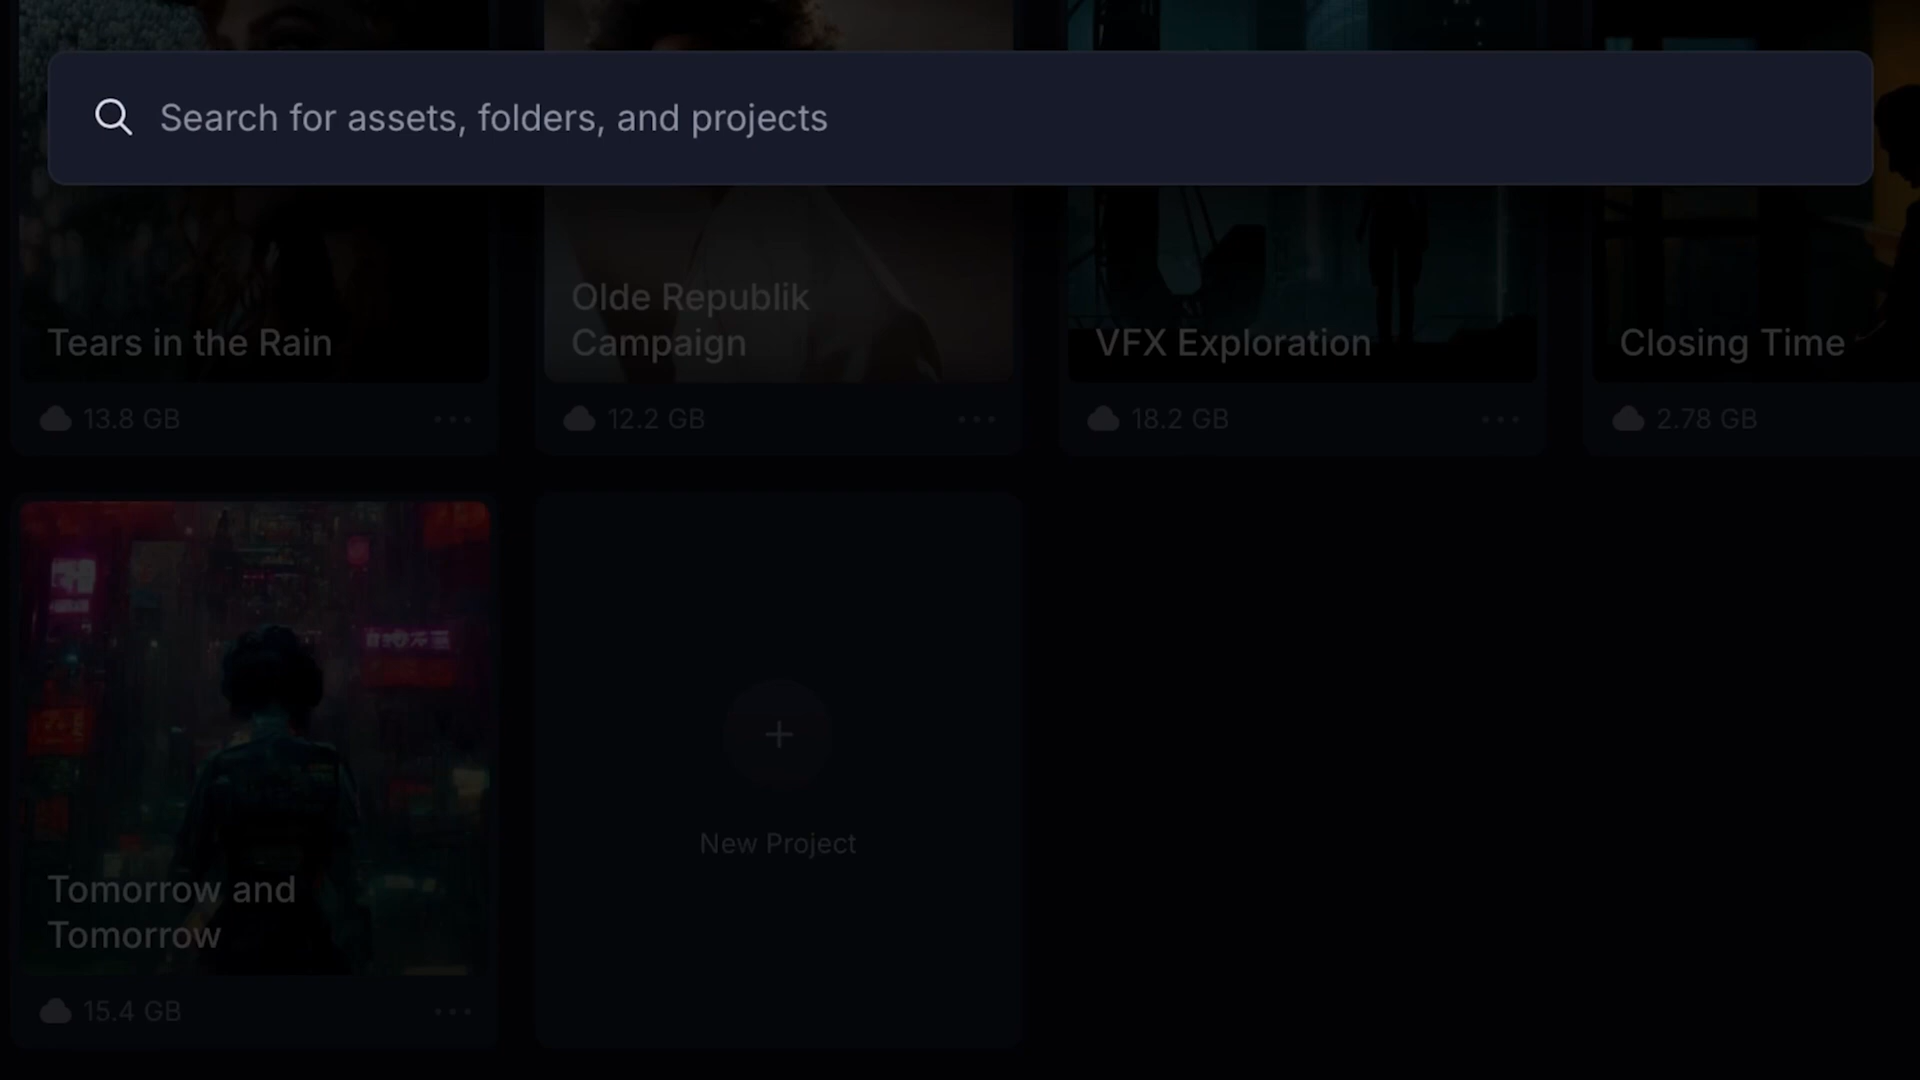 Search for assets, folders, and projects
Tears in the Rain
Olde Republik
Campaign
VFX Exploration
Closing Time
13.8 GB
12.2 GB
18.2 GB
2.78 GB
Tomorrow and
Tomorrow
New Project
15.4 GB